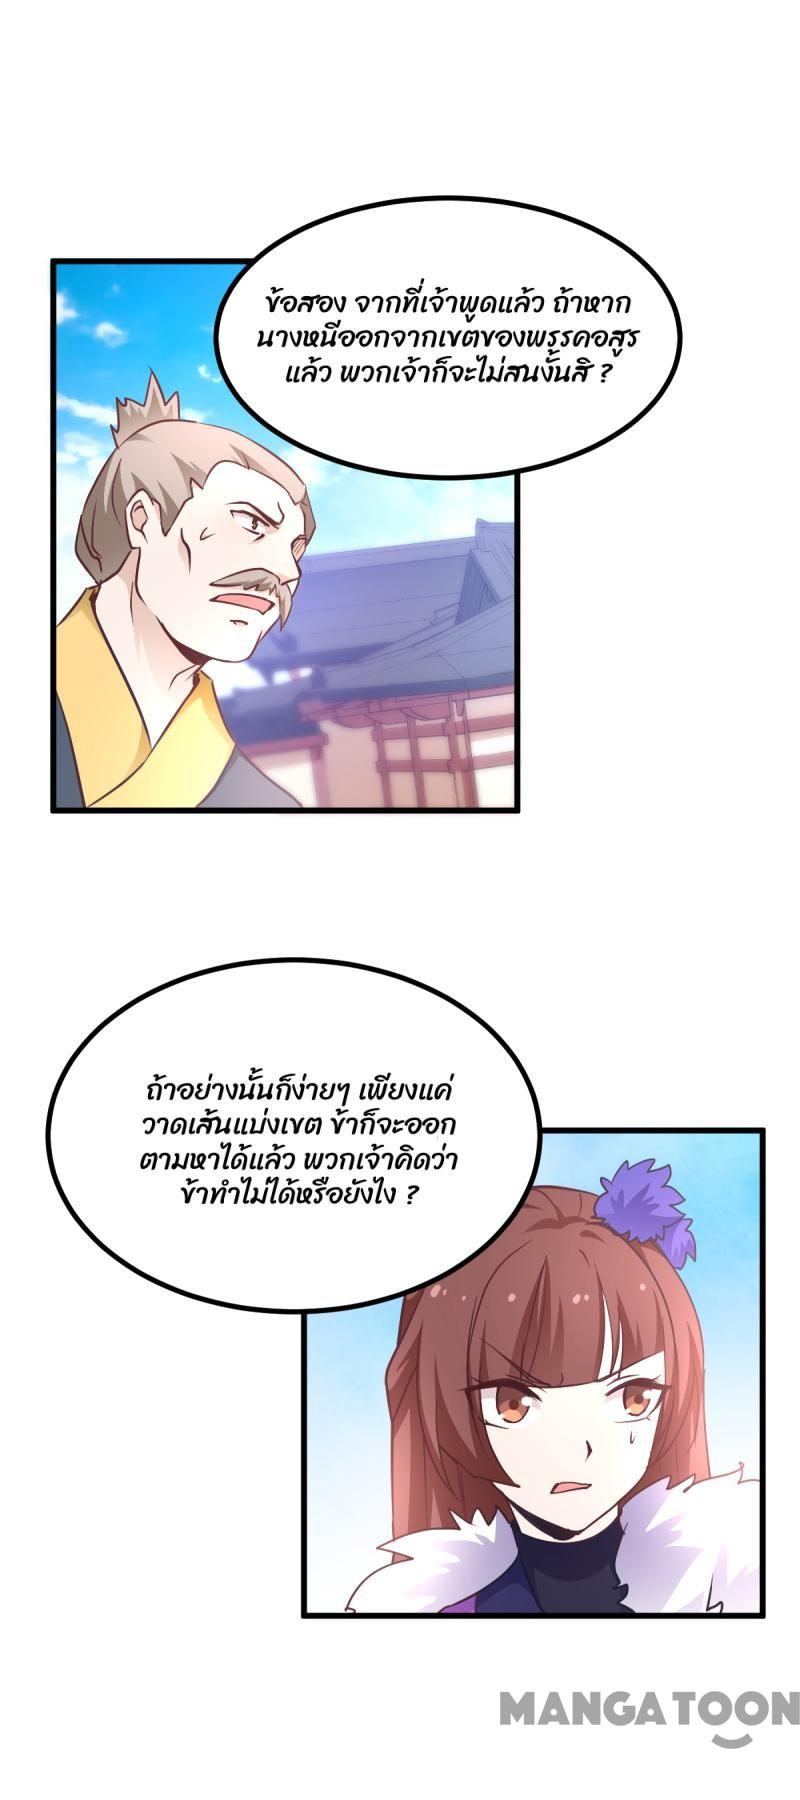 ข้อสอง จากที่เจ้าพูดแล้ว ถ้าหาก
นางหนีออกจากเขตของพรรคอสูร
แล้ว พวกเจ้าก็จะไม่สนงั้นสิ ?
ถ้าอย่างนั้นก็ง่ายๆ เพียงแค่
วาดเส้นแบ่งเขต ข้าก็จะออก
ตามหาได้แล้ว พวกเจ้าคิดว่า
ข้าทำไม่ได้หรือยังไง ?
MANGATOON